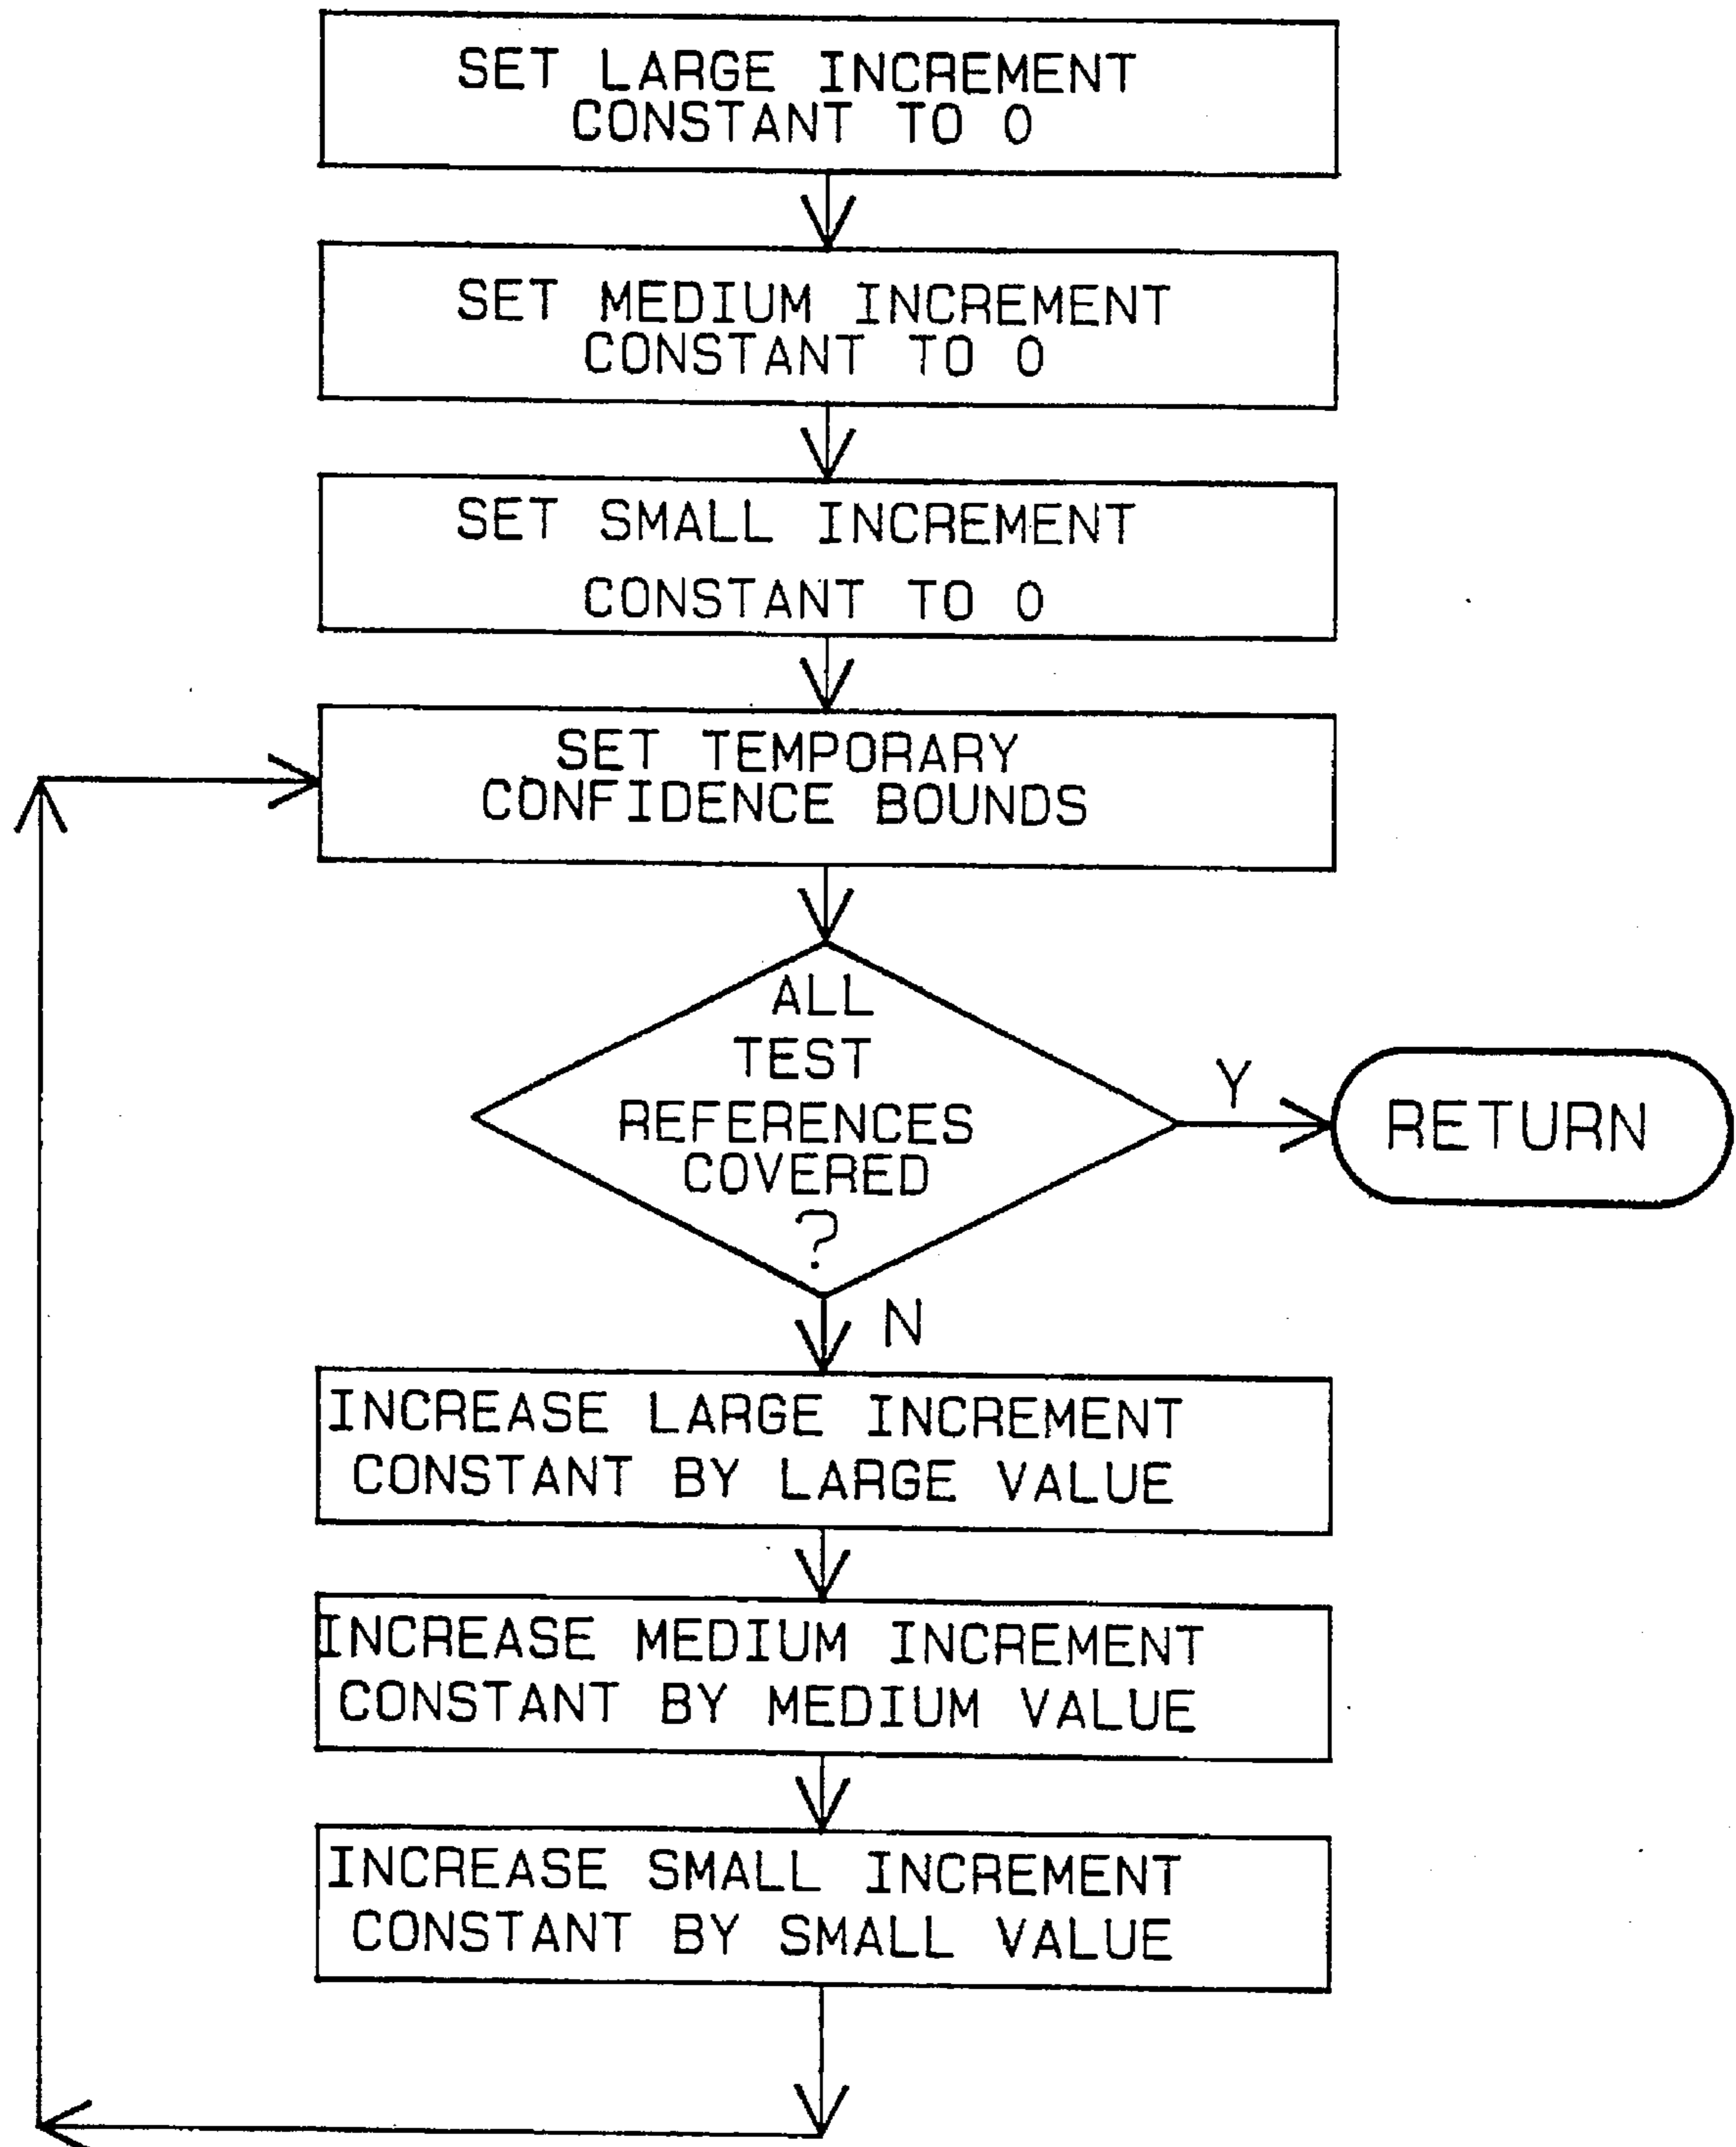 SET LARGE INCREMENT
CONSTANT TO 0
SET MEDIUM INCREMENT
CONSTANT TO 0
SET SMALL INCREMENT
CONSTANT TO 0
SET TEMPORARY
CONFIDENCE BOUNDS
ALL
TEST
REFERENCES
COVERED
?
Y
RETURN
N
INCREASE LARGE INCREMENT
CONSTANT BY LARGE VALUE
INCREASE MEDIUM INCREMENT
CONSTANT BY MEDIUM VALUE
INCREASE SMALL INCREMENT
CONSTANT BY SMALL VALUE